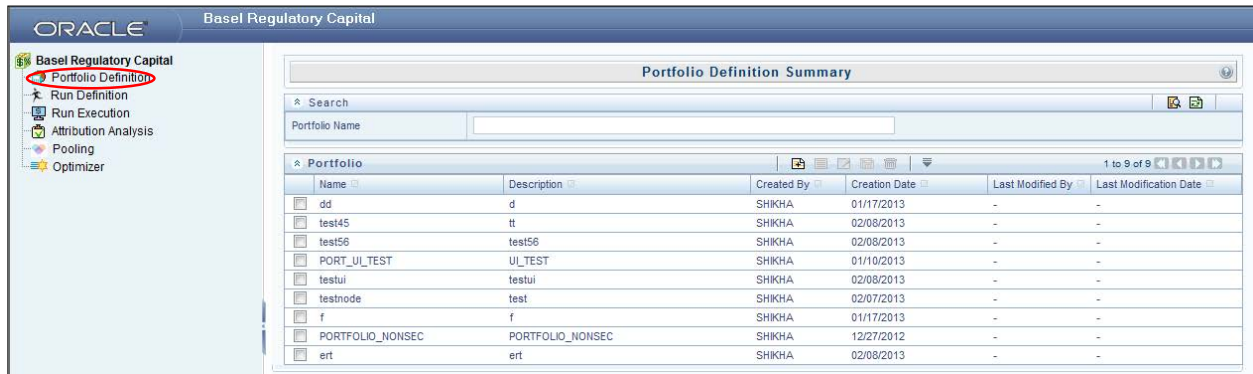 ORACLE
Basel Regulatory Capital
Basel Regulatory Capital
Portfolio Definition
Run Definition
Run Execution
Attribution Analysis
Pooling
Optimizer
Portfolio Definition Summary
Search
Portfolio Name
Portfolio 1 to 9 of 9
Name Description Created By Creation Date Last Modified By Last Modification Date
dd d SHIKHA 01/17/2013 - -
test45 tt SHIKHA 02/08/2013 - -
test56 test56 SHIKHA 02/08/2013 - -
PORT_UI_TEST UI_TEST SHIKHA 01/10/2013 - -
testui testui SHIKHA 02/08/2013 - -
testnode test SHIKHA 02/07/2013 - -
f f SHIKHA 01/17/2013 - -
PORTFOLIO_NONSEC PORTFOLIO_NONSEC SHIKHA 12/27/2012 - -
ert ert SHIKHA 02/08/2013 - -